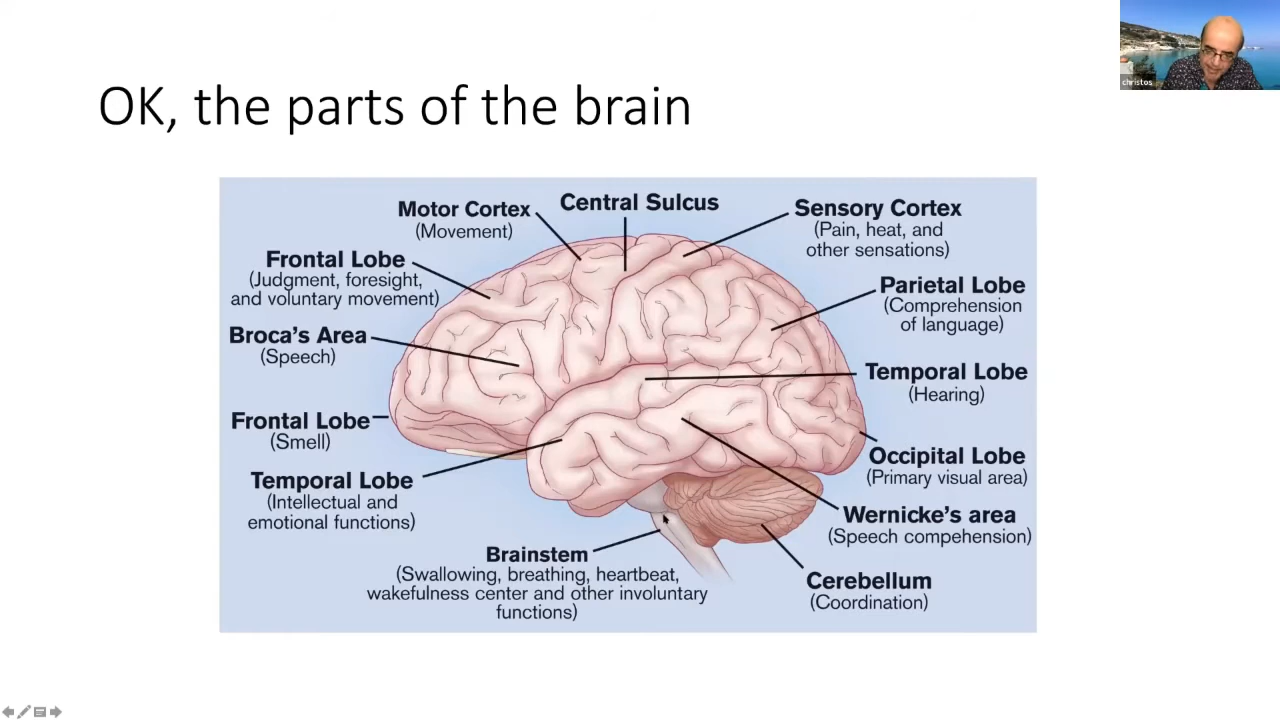 christos
OK, the parts of the brain
Central Sulcus
Motor Cortex
(Movement)
Sensory Cortex
(Pain, heat, and
other sensations)
Frontal Lobe
(Judgment, foresight,
and voluntary movement)
Parietal Lobe
(Comprehension
of language)
Broca's Area
(Speech)
Temporal Lobe
(Hearing)
Frontal Lobe
(Smell)
Occipital Lobe
(Primary visual area)
Temporal Lobe
(Intellectual and
emotional functions)
Wernicke's area
(Speech compehension)
Brainstem
(Swallowing, breathing, heartbeat,
wakefulness center and other involuntary
functions)
Cerebellum
(Coordination)